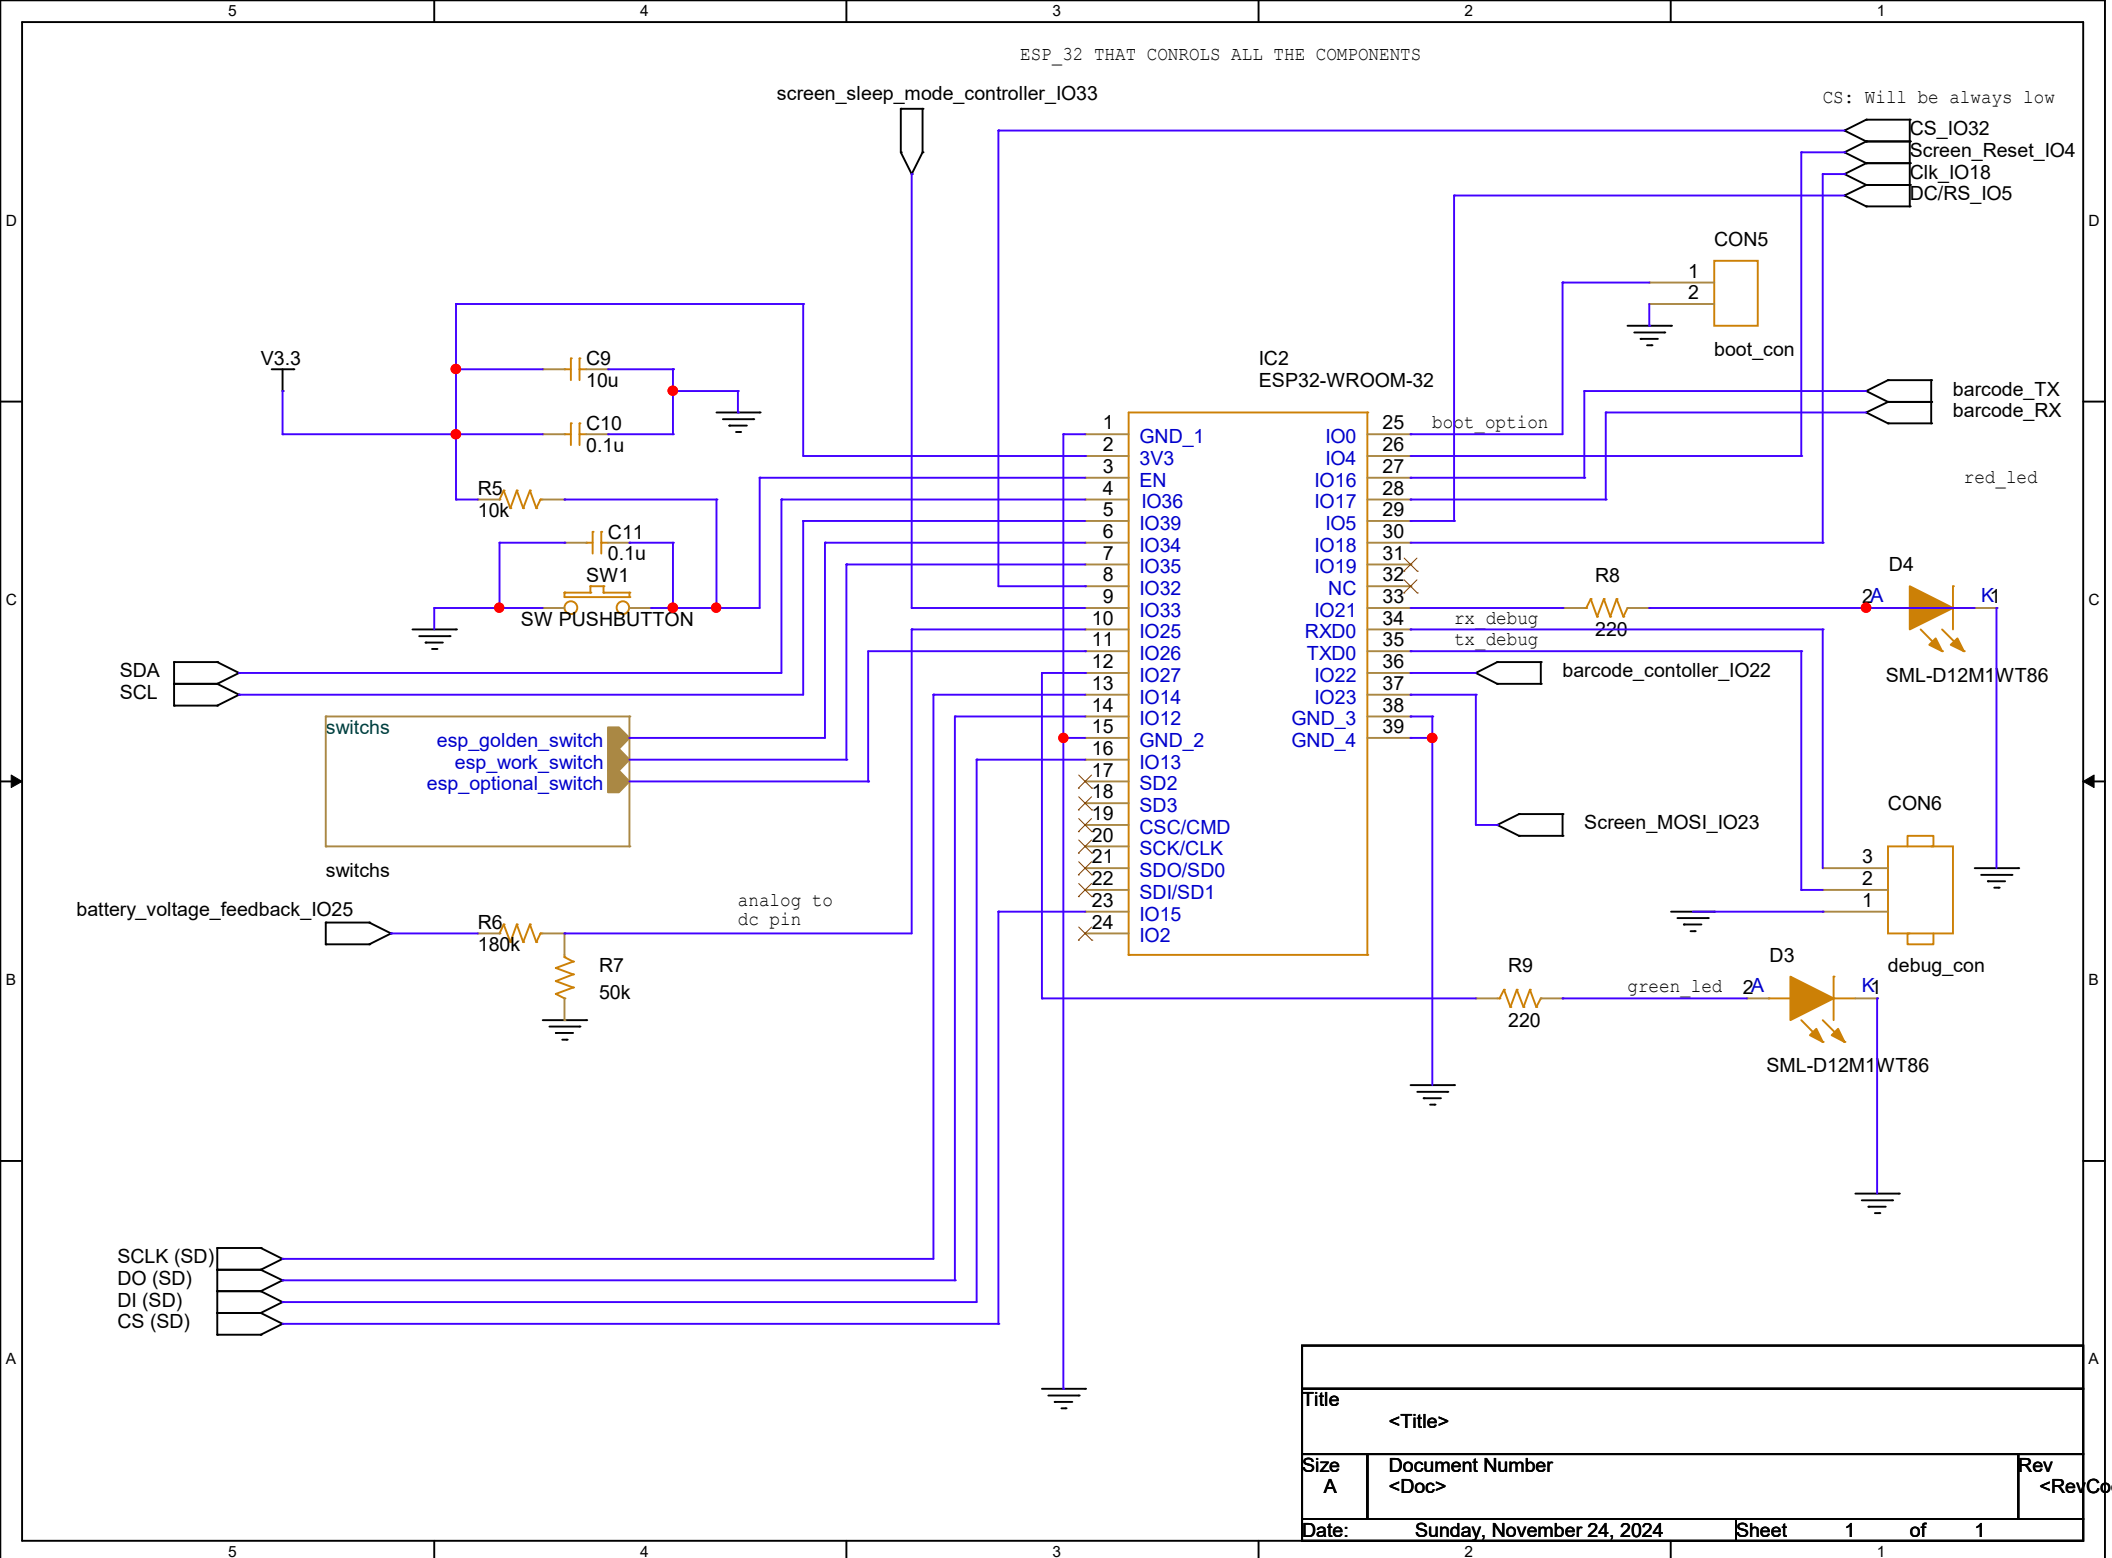 5 4 3 2 1
ESP_32 THAT CONROLS ALL THE COMPONENTS
screen_sleep_mode_controller_IO33
CS: Will be always low
CS_IO32
Screen_Reset_IO4
Clk_IO18
DC/RS_IO5
D D
CON5
1
2
boot_con
V3.3
C9
10u
C10
0.1u
R5
10k
C11
0.1u
SW1
SW PUSHBUTTON
IC2
ESP32-WROOM-32
barcode_TX
barcode_RX
boot_option
red_led
1 GND_1 IO0 25
2 3V3 IO4 26
3 EN IO16 27
4 IO36 IO17 28
5 IO39 IO5 29
6 IO34 IO18 30
7 IO35 IO19 31
8 IO32 NC 32
9 IO33 IO21 33
10 IO25 RXD0 34
11 IO26 TXD0 35
12 IO27 IO22 36
13 IO14 IO23 37
14 IO12 GND_3 38
15 GND_2 GND_4 39
16 IO13
17 SD2
18 SD3
19 CSC/CMD
20 SCK/CLK
21 SDO/SD0
22 SDI/SD1
23 IO15
24 IO2
C C
R8
220
D4
2 A K 1
SML-D12M1WT86
rx_debug
tx_debug
barcode_contoller_IO22
Screen_MOSI_IO23
SDA
SCL
switchs
esp_golden_switch
esp_work_switch
esp_optional_switch
switchs
CON6
3
2
1
debug_con
battery_voltage_feedback_IO25
analog to
dc pin
R6
180k
R7
50k
B B
R9
220
green_led
D3
2 A K 1
SML-D12M1WT86
SCLK (SD)
DO (SD)
DI (SD)
CS (SD)
A A
Title
<Title>
Size
A
Document Number
<Doc>
Rev
<RevCo
Date: Sunday, November 24, 2024 Sheet 1 of 1
5 4 3 2 1